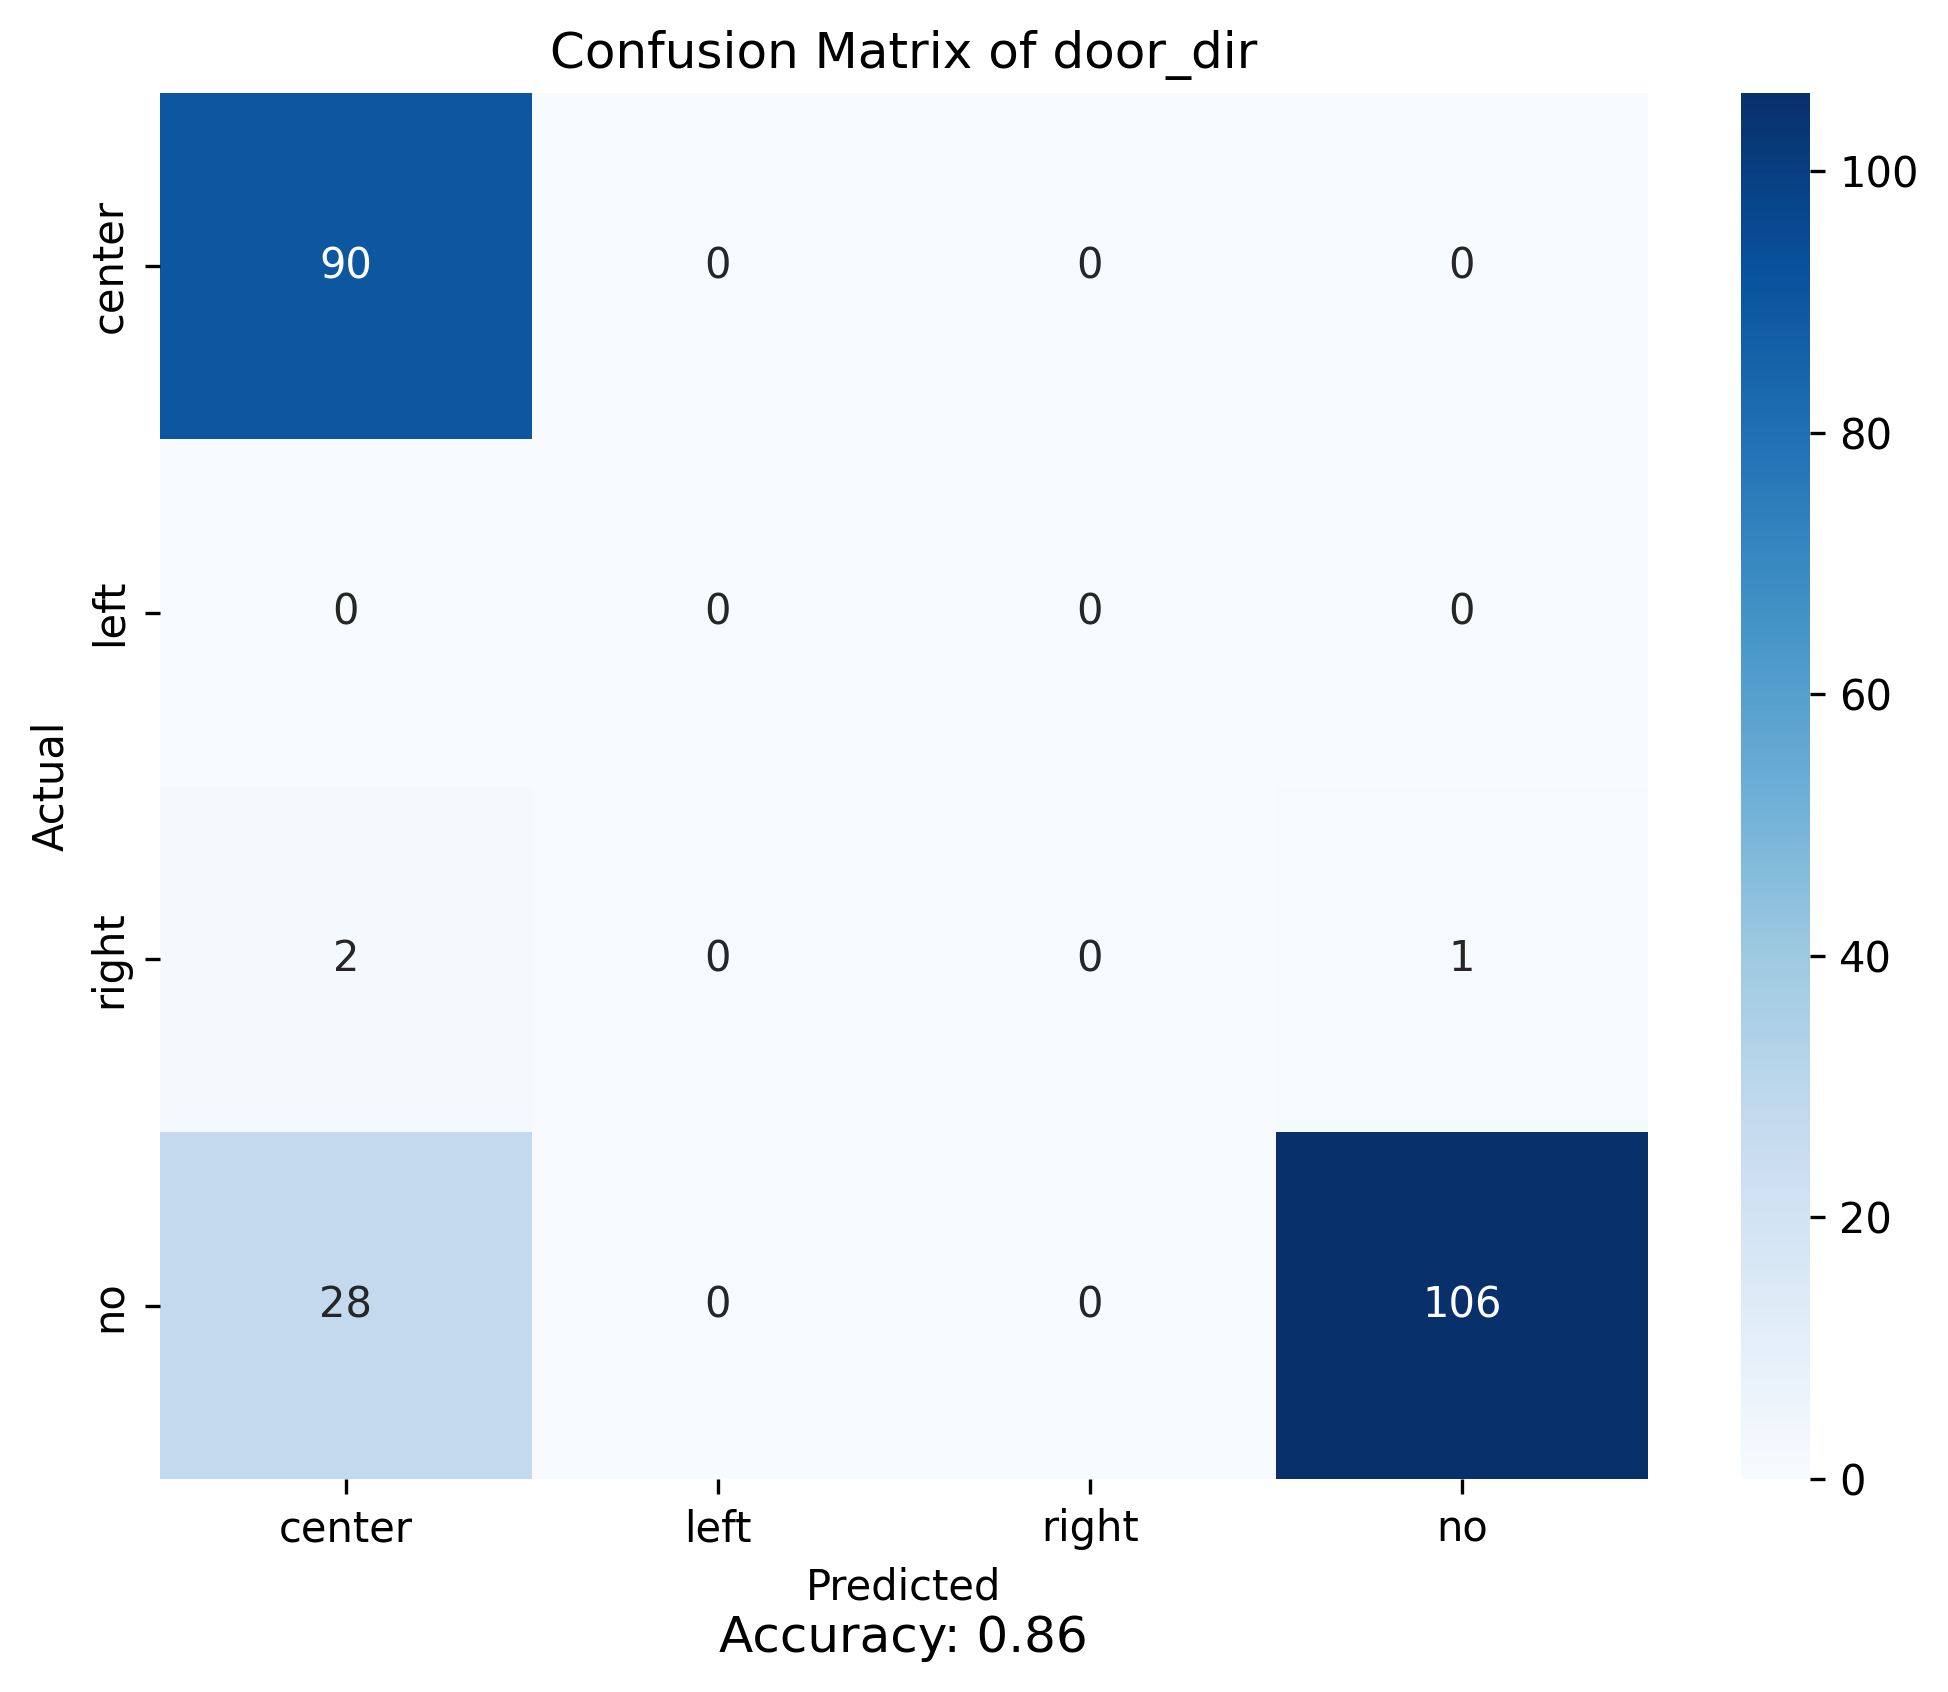 Confusion Matrix of door_dir
center 90 0 0 0
left 0 0 0 0
right 2 0 0 1
no 28 0 0 106
center left right no
Actual
Predicted
Accuracy: 0.86
100
80
60
40
20
0